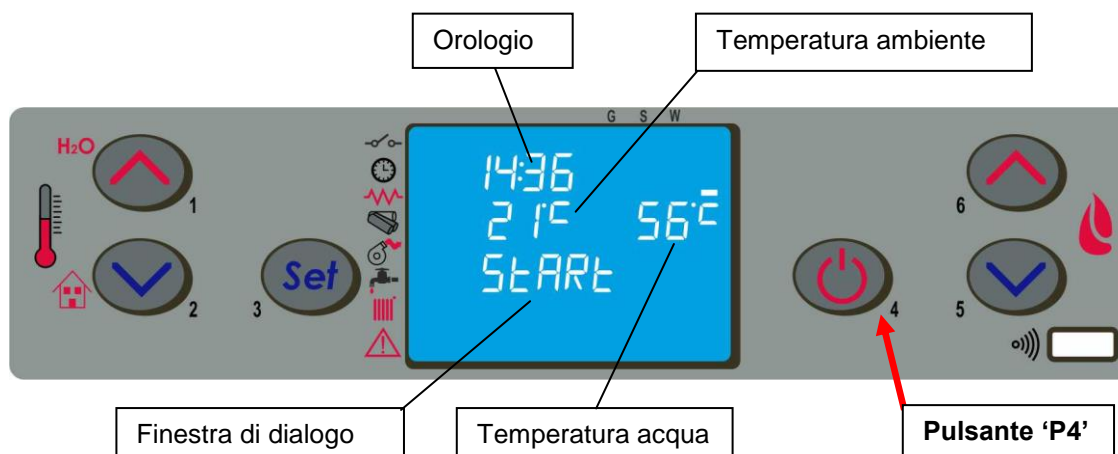 Orologio
Temperatura ambiente
G S W
H2O
14:36
1
6
21°C
56°C
Set
StARt
2
3
4
5
Finestra di dialogo
Temperatura acqua
Pulsante ‘P4’